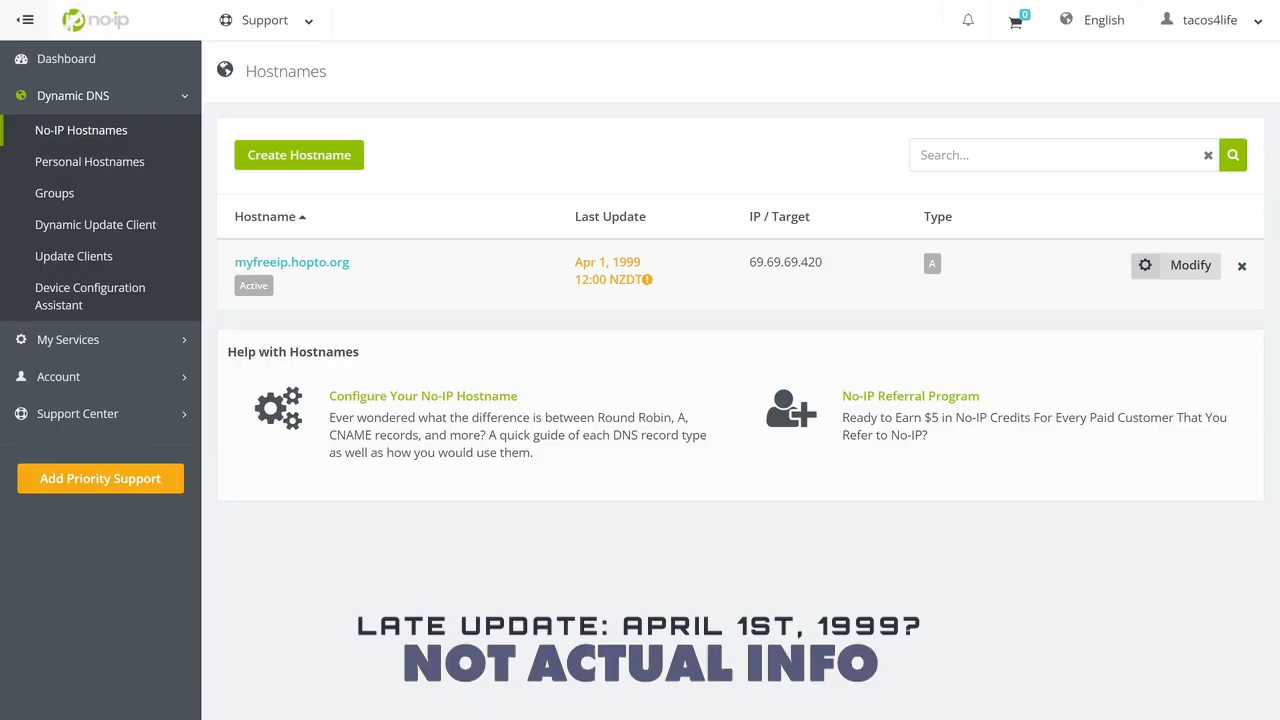 no-ip
Support
0
English
tacos4life
Dashboard
Dynamic DNS
No-IP Hostnames
Personal Hostnames
Groups
Dynamic Update Client
Update Clients
Device Configuration
Assistant
My Services
Account
Support Center
Add Priority Support
Hostnames
Create Hostname
Search...
Hostname
Last Update
IP / Target
Type
myfreeip.hopto.org
Active
Apr 1, 1999
12:00 NZDT
69.69.69.420
A
Modify
Help with Hostnames
Configure Your No-IP Hostname
Ever wondered what the difference is between Round Robin, A,
CNAME records, and more? A quick guide of each DNS record type
as well as how you would use them.
No-IP Referral Program
Ready to Earn $5 in No-IP Credits For Every Paid Customer That You
Refer to No-IP?
LATE UPDATE: APRIL 1ST, 1999?
NOT ACTUAL INFO